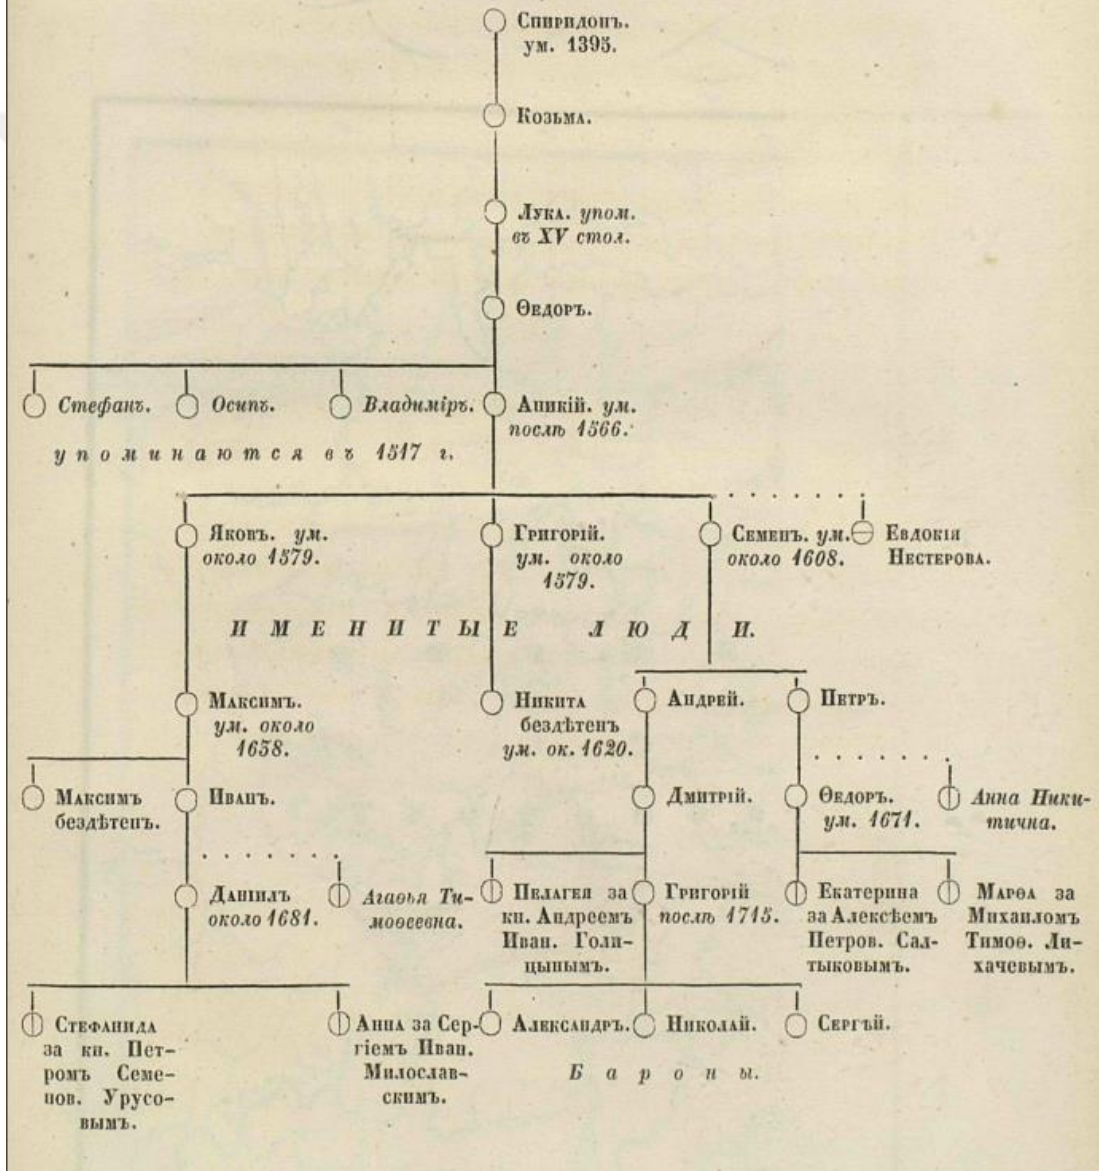 Спиридонъ.
ум. 1395.
Козьма.
Лука. упом.
въ XV стол.
Ѳедоръ.
Стефанъ. Осипъ. Владиміръ. Аникій. ум.
послѣ 1566.
упоминаются въ 1517 г.
Яковъ. ум. Григорій. Семенъ. ум. Евдокія
около 1579. ум. около около 1608. Нестерова.
1579.
ИМЕНИТЫЕ ЛЮДИ.
Максимъ. Никита Андрей. Петръ.
ум. около бездѣтенъ
1658. ум. ок. 1620.
Максимъ Иванъ. Дмитрій. Ѳедоръ. Анна Ники-
бездѣтенъ. ум. 1671. тична.
Даніилъ Агаѳья Ти- Пелагея за Григорій Екатерина Марѳа за
около 1681. моѳеевна. кн. Андреемъ послѣ 1715. за Алексѣемъ Михаиломъ
Иван. Голи- Петров. Сал- Тимоѳ. Ли-
цынымъ. тыковымъ. хачевымъ.
Стефанида Анна за Сер- Александръ. Николай. Сергѣй.
за кн. Пет- гіемъ Иван.
ромъ Семе- Милослав- Бароны.
нов. Урусо- скимъ.
вымъ.